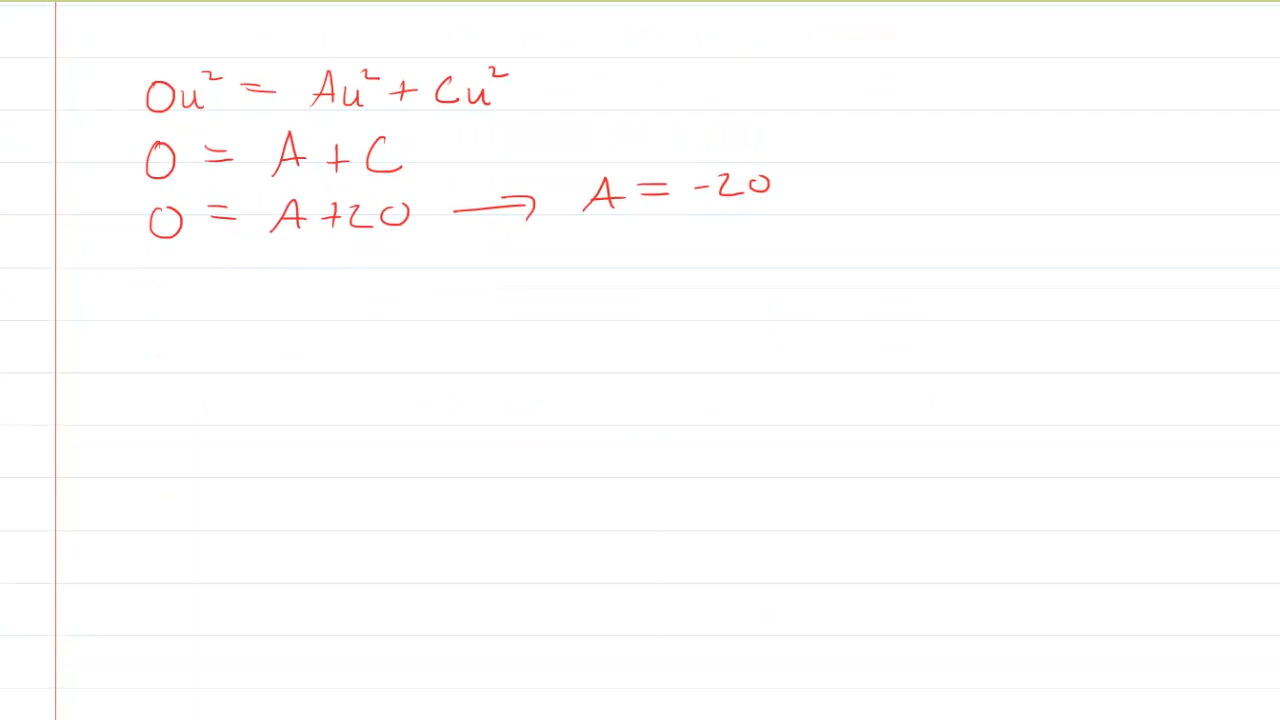 0u² = Au² + Cu²
0 = A + C
0 = A + 20 → A = -20